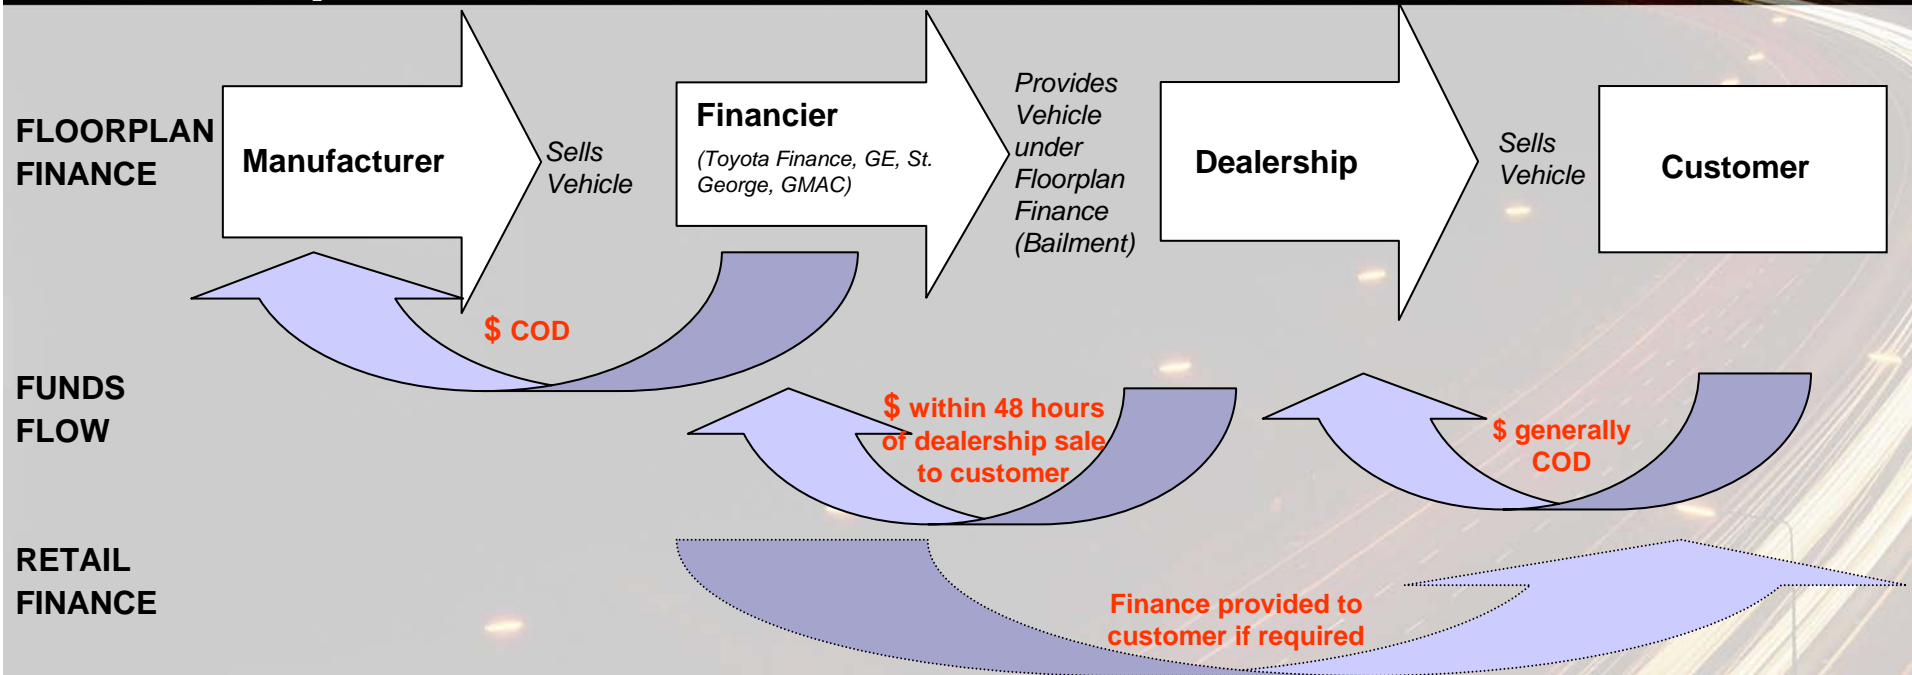 FLOORPLAN
FINANCE
Manufacturer
Sells
Vehicle
Financier
(Toyota Finance, GE, St.
George, GMAC)
Provides
Vehicle
under
Floorplan
Finance
(Bailment)
Dealership
Sells
Vehicle
Customer
FUNDS
FLOW
$ COD
$ within 48 hours
of dealership sale
to customer
$ generally
COD
RETAIL
FINANCE
Finance provided to
customer if required